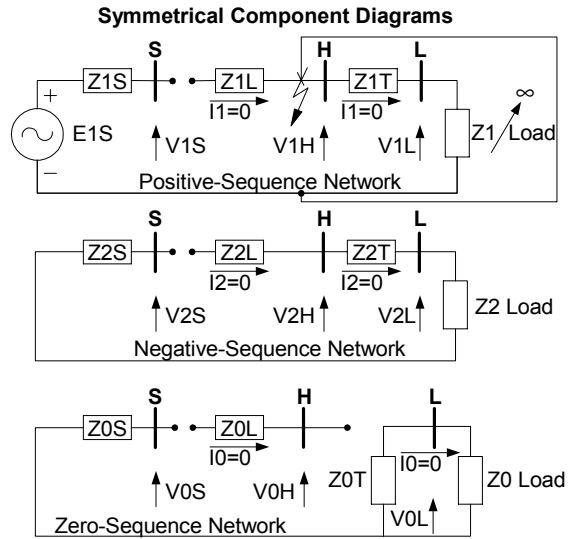 Symmetrical Component Diagrams
S H L
Z1S Z1L Z1T
+ I1=0 I1=0 ∞
E1S V1S V1H V1L Z1 Load
−
Positive-Sequence Network
S H L
Z2S Z2L Z2T
I2=0 I2=0
V2S V2H V2L Z2 Load
Negative-Sequence Network
S H L
Z0S Z0L
I0=0 Z0T I0=0 Z0 Load
V0S V0H V0L
Zero-Sequence Network